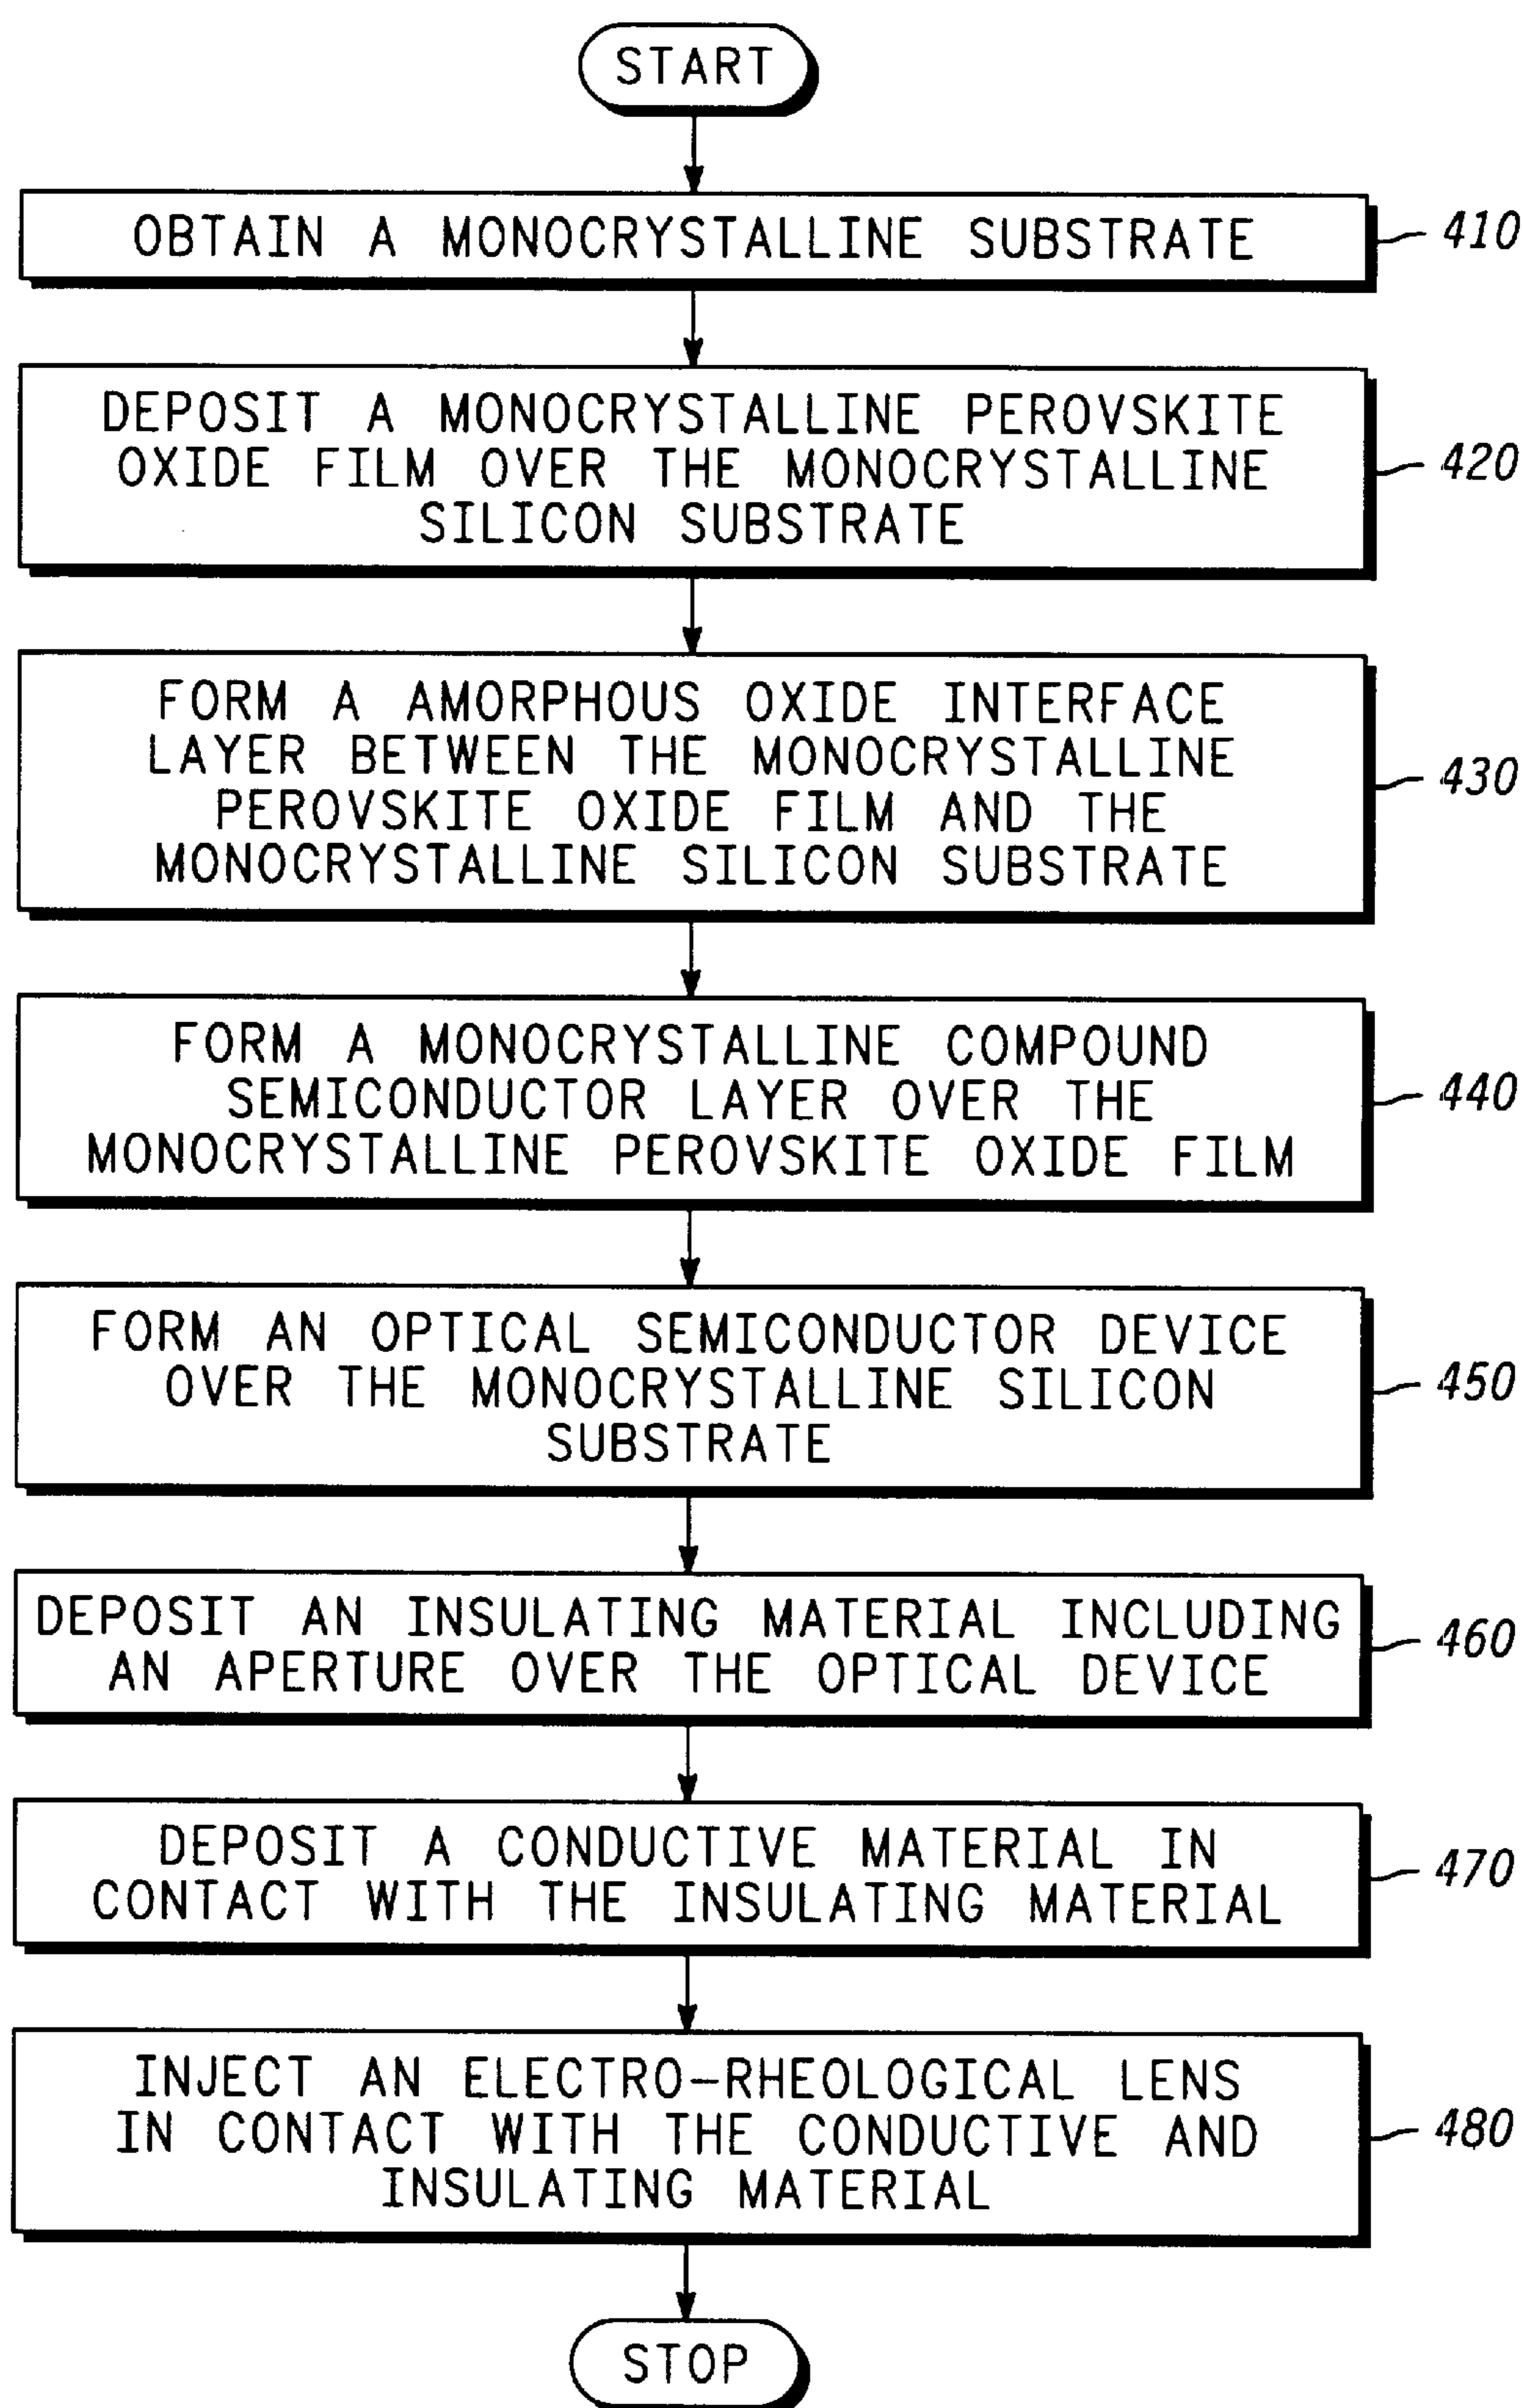 START
OBTAIN A MONOCRYSTALLINE SUBSTRATE
410
DEPOSIT A MONOCRYSTALLINE PEROVSKITE
OXIDE FILM OVER THE MONOCRYSTALLINE
SILICON SUBSTRATE
420
FORM A AMORPHOUS OXIDE INTERFACE
LAYER BETWEEN THE MONOCRYSTALLINE
PEROVSKITE OXIDE FILM AND THE
MONOCRYSTALLINE SILICON SUBSTRATE
430
FORM A MONOCRYSTALLINE COMPOUND
SEMICONDUCTOR LAYER OVER THE
MONOCRYSTALLINE PEROVSKITE OXIDE FILM
440
FORM AN OPTICAL SEMICONDUCTOR DEVICE
OVER THE MONOCRYSTALLINE SILICON
SUBSTRATE
450
DEPOSIT AN INSULATING MATERIAL INCLUDING
AN APERTURE OVER THE OPTICAL DEVICE
460
DEPOSIT A CONDUCTIVE MATERIAL IN
CONTACT WITH THE INSULATING MATERIAL
470
INJECT AN ELECTRO-RHEOLOGICAL LENS
IN CONTACT WITH THE CONDUCTIVE AND
INSULATING MATERIAL
480
STOP